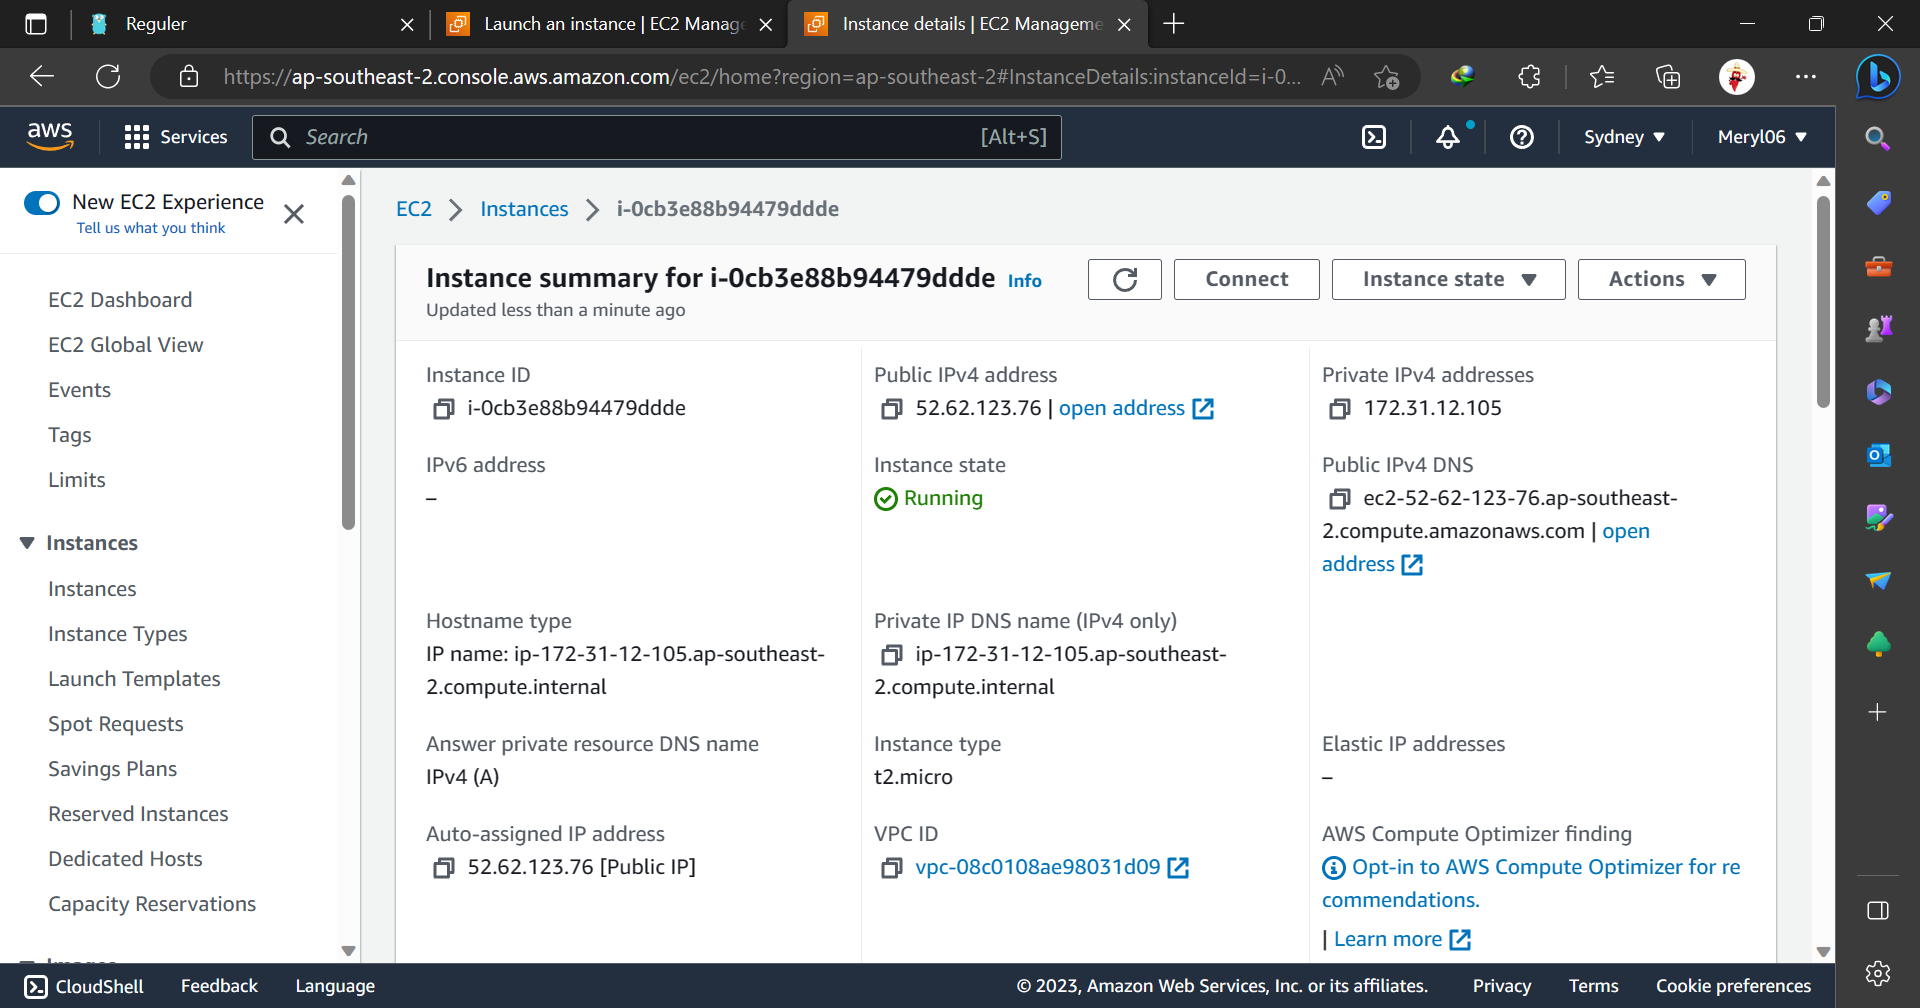 Reguler
Launch an instance | EC2 Manag
Instance details | EC2 Manageme
https://ap-southeast-2.console.aws.amazon.com/ec2/home?region=ap-southeast-2#InstanceDetails:instanceId=i-0...
aws
Services
Search
[Alt+S]
Sydney
Meryl06
New EC2 Experience
Tell us what you think
EC2 Dashboard
EC2 Global View
Events
Tags
Limits
Instances
Instances
Instance Types
Launch Templates
Spot Requests
Savings Plans
Reserved Instances
Dedicated Hosts
Capacity Reservations
Images
EC2 > Instances > i-0cb3e88b94479ddde
Instance summary for i-0cb3e88b94479ddde Info
Updated less than a minute ago
Connect
Instance state
Actions
Instance ID
i-0cb3e88b94479ddde
Public IPv4 address
52.62.123.76 | open address
Private IPv4 addresses
172.31.12.105
IPv6 address
–
Instance state
Running
Public IPv4 DNS
ec2-52-62-123-76.ap-southeast-
2.compute.amazonaws.com | open
address
Hostname type
IP name: ip-172-31-12-105.ap-southeast-
2.compute.internal
Private IP DNS name (IPv4 only)
ip-172-31-12-105.ap-southeast-
2.compute.internal
Answer private resource DNS name
IPv4 (A)
Instance type
t2.micro
Elastic IP addresses
–
Auto-assigned IP address
52.62.123.76 [Public IP]
VPC ID
vpc-08c0108ae98031d09
AWS Compute Optimizer finding
Opt-in to AWS Compute Optimizer for re
commendations.
| Learn more
CloudShell
Feedback
Language
© 2023, Amazon Web Services, Inc. or its affiliates.
Privacy
Terms
Cookie preferences